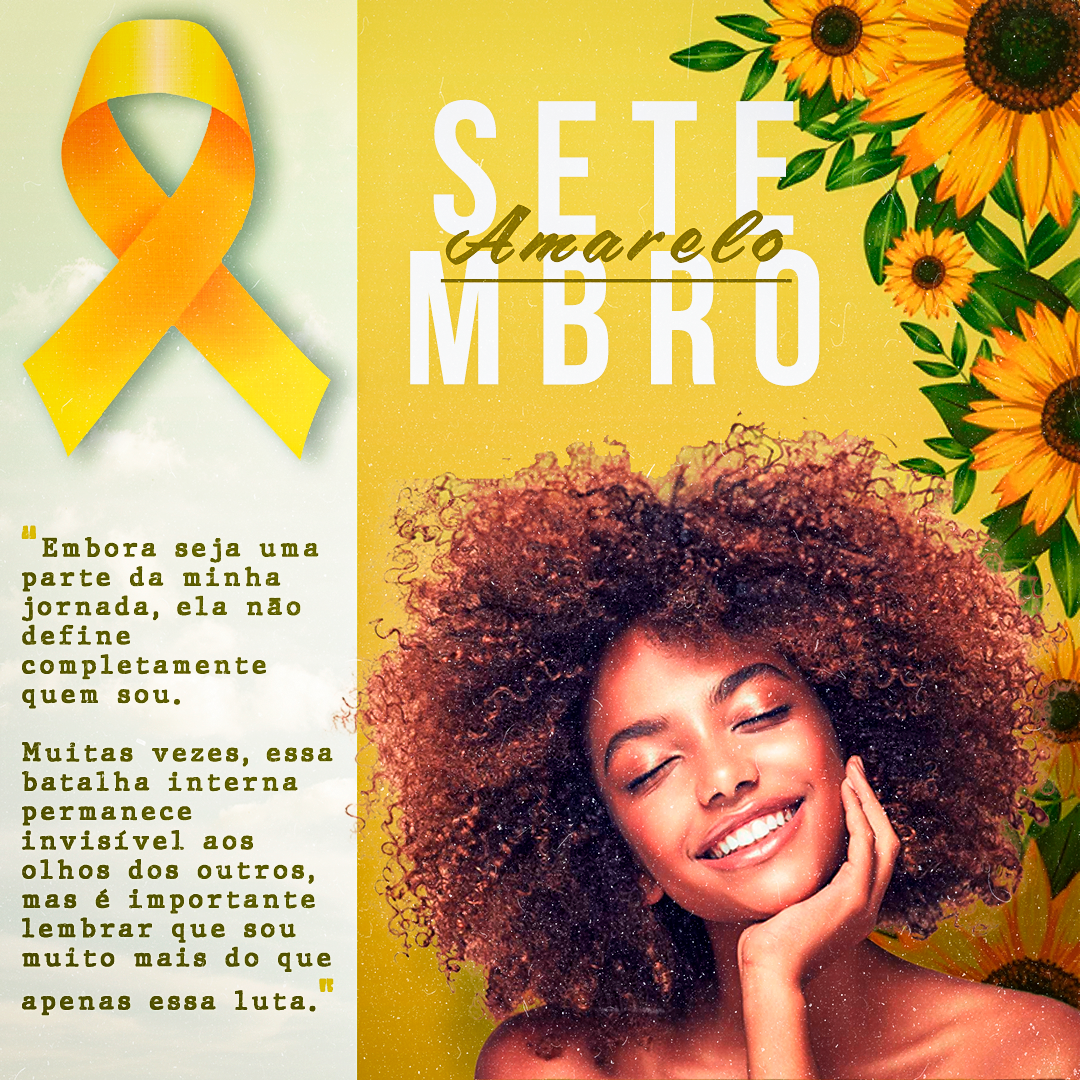 SETE
Amarelo
MBRO
"Embora seja uma
parte da minha
jornada, ela não
define
completamente
quem sou.
Muitas vezes, essa
batalha interna
permanece
invisível aos
olhos dos outros,
mas é importante
lembrar que sou
muito mais do que
apenas essa luta."